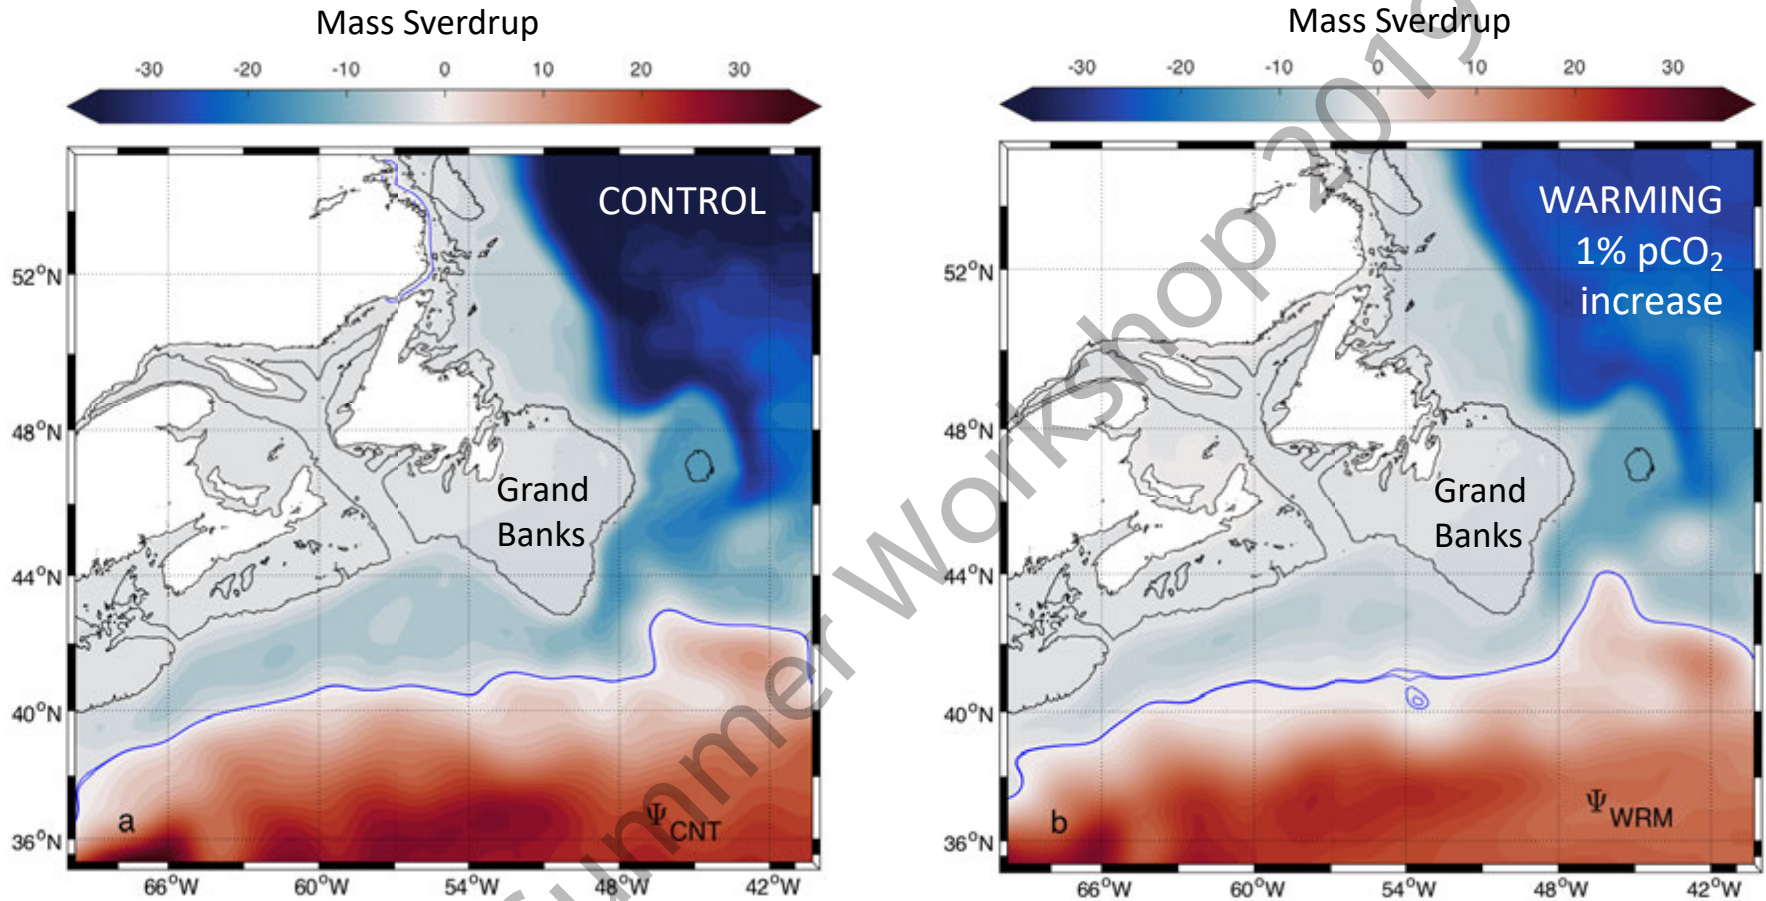 Mass Sverdrup
-30 -20 -10 0 10 20 30
CONTROL
52°N
48°N
44°N
40°N
36°N
Grand
Banks
a
Ψ_CNT
66°W 60°W 54°W 48°W 42°W
Mass Sverdrup
-30 -20 -10 0 10 20 30
WARMING
1% pCO₂
increase
52°N
48°N
44°N
40°N
36°N
Grand
Banks
b
Ψ_WRM
66°W 60°W 54°W 48°W 42°W
Summer Workshop 2019